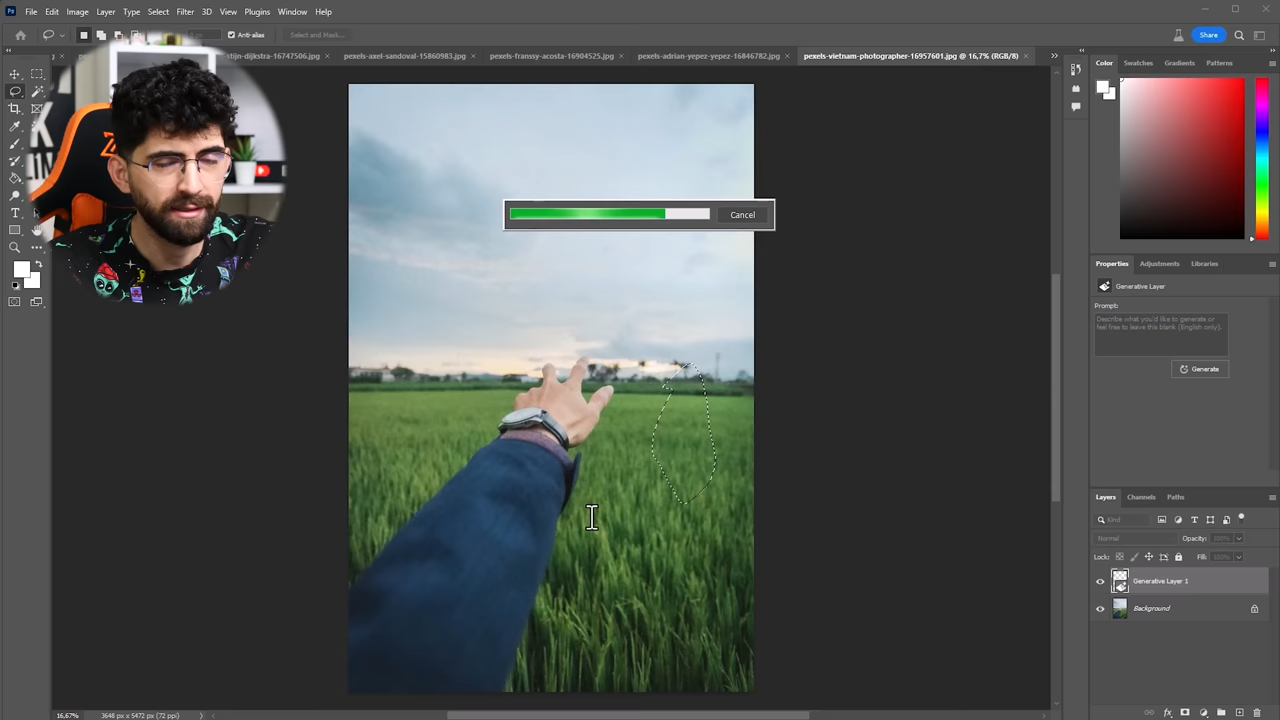 Ps File Edit Image Layer Type Select Filter 3D View Plugins Window Help
Anti-alias Select and Mask... Share
tijn-dijkstra-16747506.jpg × pexels-axel-sandoval-15860983.jpg × pexels-franssy-acosta-16904525.jpg × pexels-adrian-yepez-yepez-16846782.jpg × pexels-vietnam-photographer-16957601.jpg @ 16,7% (RGB/8) ×
Color Swatches Gradients Patterns
Cancel
Properties Adjustments Libraries
Generative Layer
Prompt:
Describe what you'd like to generate or
feel free to leave this blank (English only).
Generate
Layers Channels Paths
Kind
Normal Opacity: 100%
Lock: Fill: 100%
Generative Layer 1
Background
16,67% 3648 px x 5472 px (72 ppi)